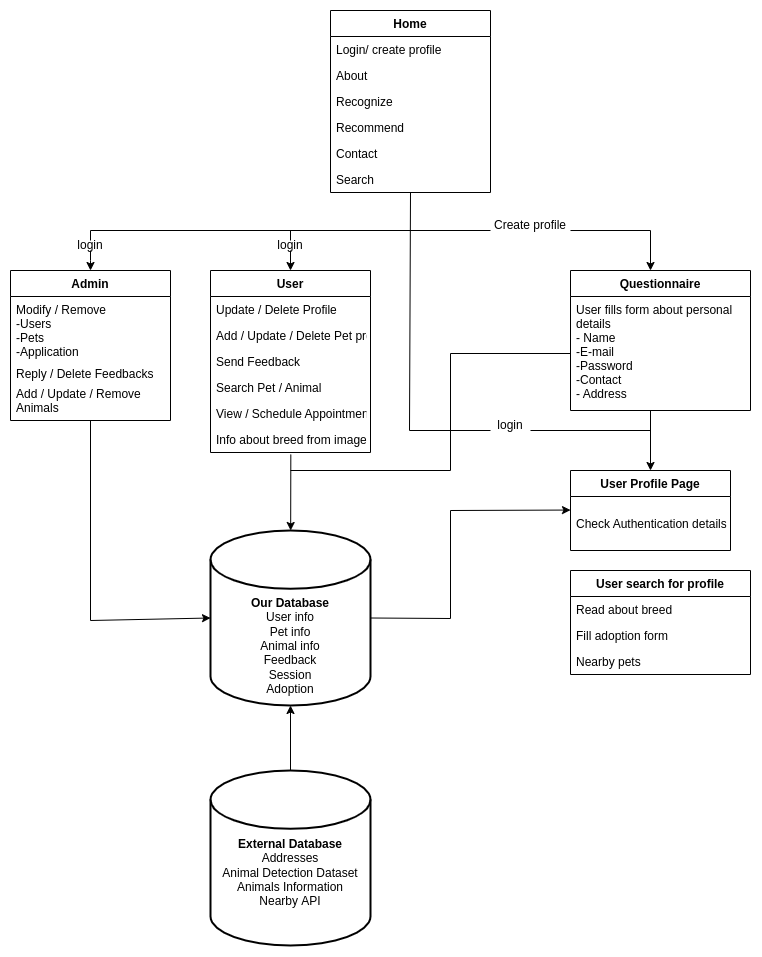 Home
Login/ create profile
About
Recognize
Recommend
Contact
Search
Create profile
login
login
Admin
Modify / Remove
-Users
-Pets
-Application
Reply / Delete Feedbacks
Add / Update / Remove
Animals
User
Update / Delete Profile
Add / Update / Delete Pet pr
Send Feedback
Search Pet / Animal
View / Schedule Appointmen
Info about breed from image
Questionnaire
User fills form about personal
details
- Name
-E-mail
-Password
-Contact
- Address
login
User Profile Page
Check Authentication details
User search for profile
Read about breed
Fill adoption form
Nearby pets
Our Database
User info
Pet info
Animal info
Feedback
Session
Adoption
External Database
Addresses
Animal Detection Dataset
Animals Information
Nearby API